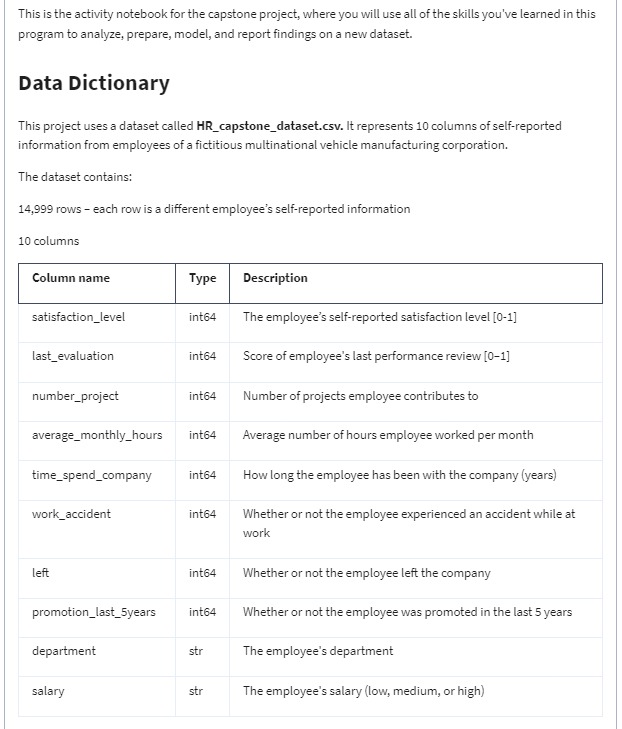 This is the activity notebook for the capstone project, where you will use all of the skills you've learned in this
program to analyze, prepare, model, and report findings on a new dataset.
Data Dictionary
This project uses a dataset called HR_capstone_dataset.csv. It represents 10 columns of self-reported
information from employees of a fictitious multinational vehicle manufacturing corporation.
The dataset contains:
14,999 rows – each row is a different employee’s self-reported information
10 columns
Column name Type Description
satisfaction_level int64 The employee’s self-reported satisfaction level [0-1]
last_evaluation int64 Score of employee's last performance review [0–1]
number_project int64 Number of projects employee contributes to
average_monthly_hours int64 Average number of hours employee worked per month
time_spend_company int64 How long the employee has been with the company (years)
work_accident int64 Whether or not the employee experienced an accident while at
work
left int64 Whether or not the employee left the company
promotion_last_5years int64 Whether or not the employee was promoted in the last 5 years
department str The employee's department
salary str The employee's salary (low, medium, or high)